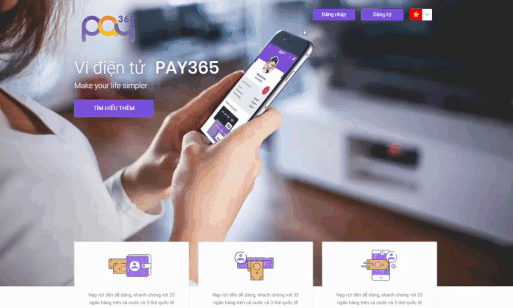 pay 365
Đăng nhập
Đăng ký
Ví điện tử PAY365
Make your life simpler
TÌM HIỂU THÊM
Nạp rút tiền dễ dàng, nhanh chóng với 33
ngân hàng trên cả nước và 3 thẻ quốc tế
Nạp rút tiền dễ dàng, nhanh chóng với 33
ngân hàng trên cả nước và 3 thẻ quốc tế
Nạp rút tiền dễ dàng, nhanh chóng với 33
ngân hàng trên cả nước và 3 thẻ quốc tế